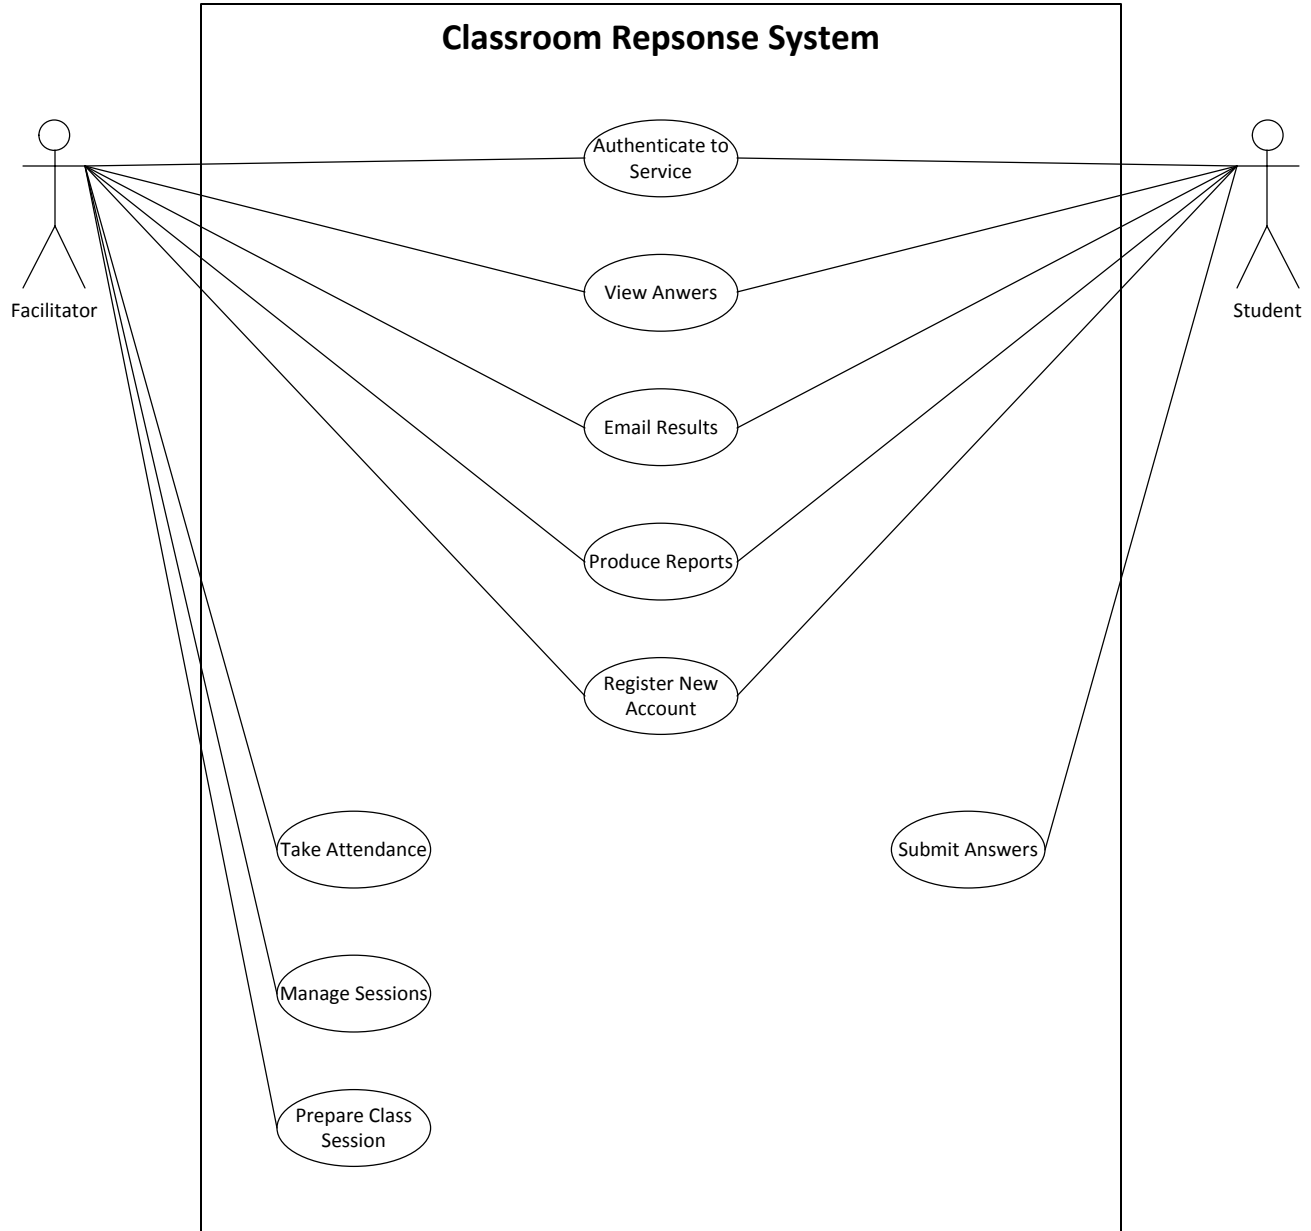 Classroom Repsonse System
Authenticate to
Service
View Anwers
Facilitator
Student
Email Results
Produce Reports
Register New
Account
Take Attendance
Submit Answers
Manage Sessions
Prepare Class
Session